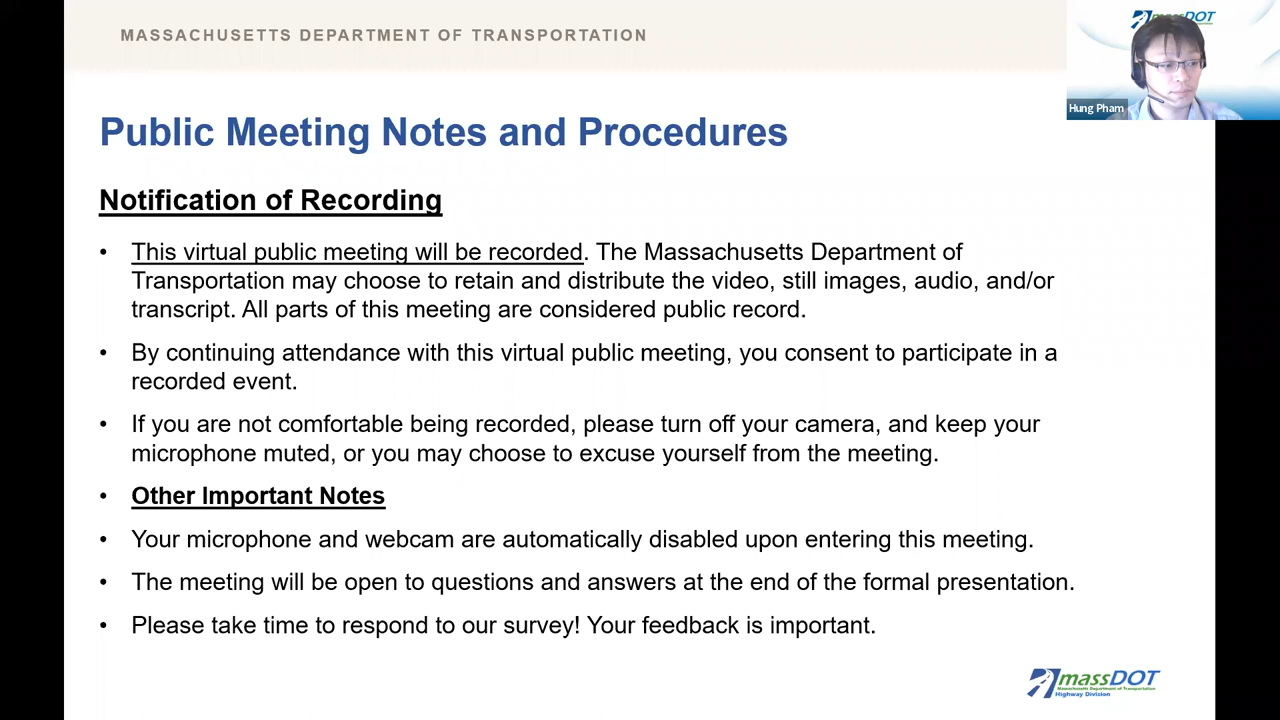 MASSACHUSETTS DEPARTMENT OF TRANSPORTATION
massDOT
Hung Pham
Public Meeting Notes and Procedures
Notification of Recording
• This virtual public meeting will be recorded. The Massachusetts Department of
Transportation may choose to retain and distribute the video, still images, audio, and/or
transcript. All parts of this meeting are considered public record.
• By continuing attendance with this virtual public meeting, you consent to participate in a
recorded event.
• If you are not comfortable being recorded, please turn off your camera, and keep your
microphone muted, or you may choose to excuse yourself from the meeting.
• Other Important Notes
• Your microphone and webcam are automatically disabled upon entering this meeting.
• The meeting will be open to questions and answers at the end of the formal presentation.
• Please take time to respond to our survey! Your feedback is important.
massDOT
Massachusetts Department of Transportation
Highway Division